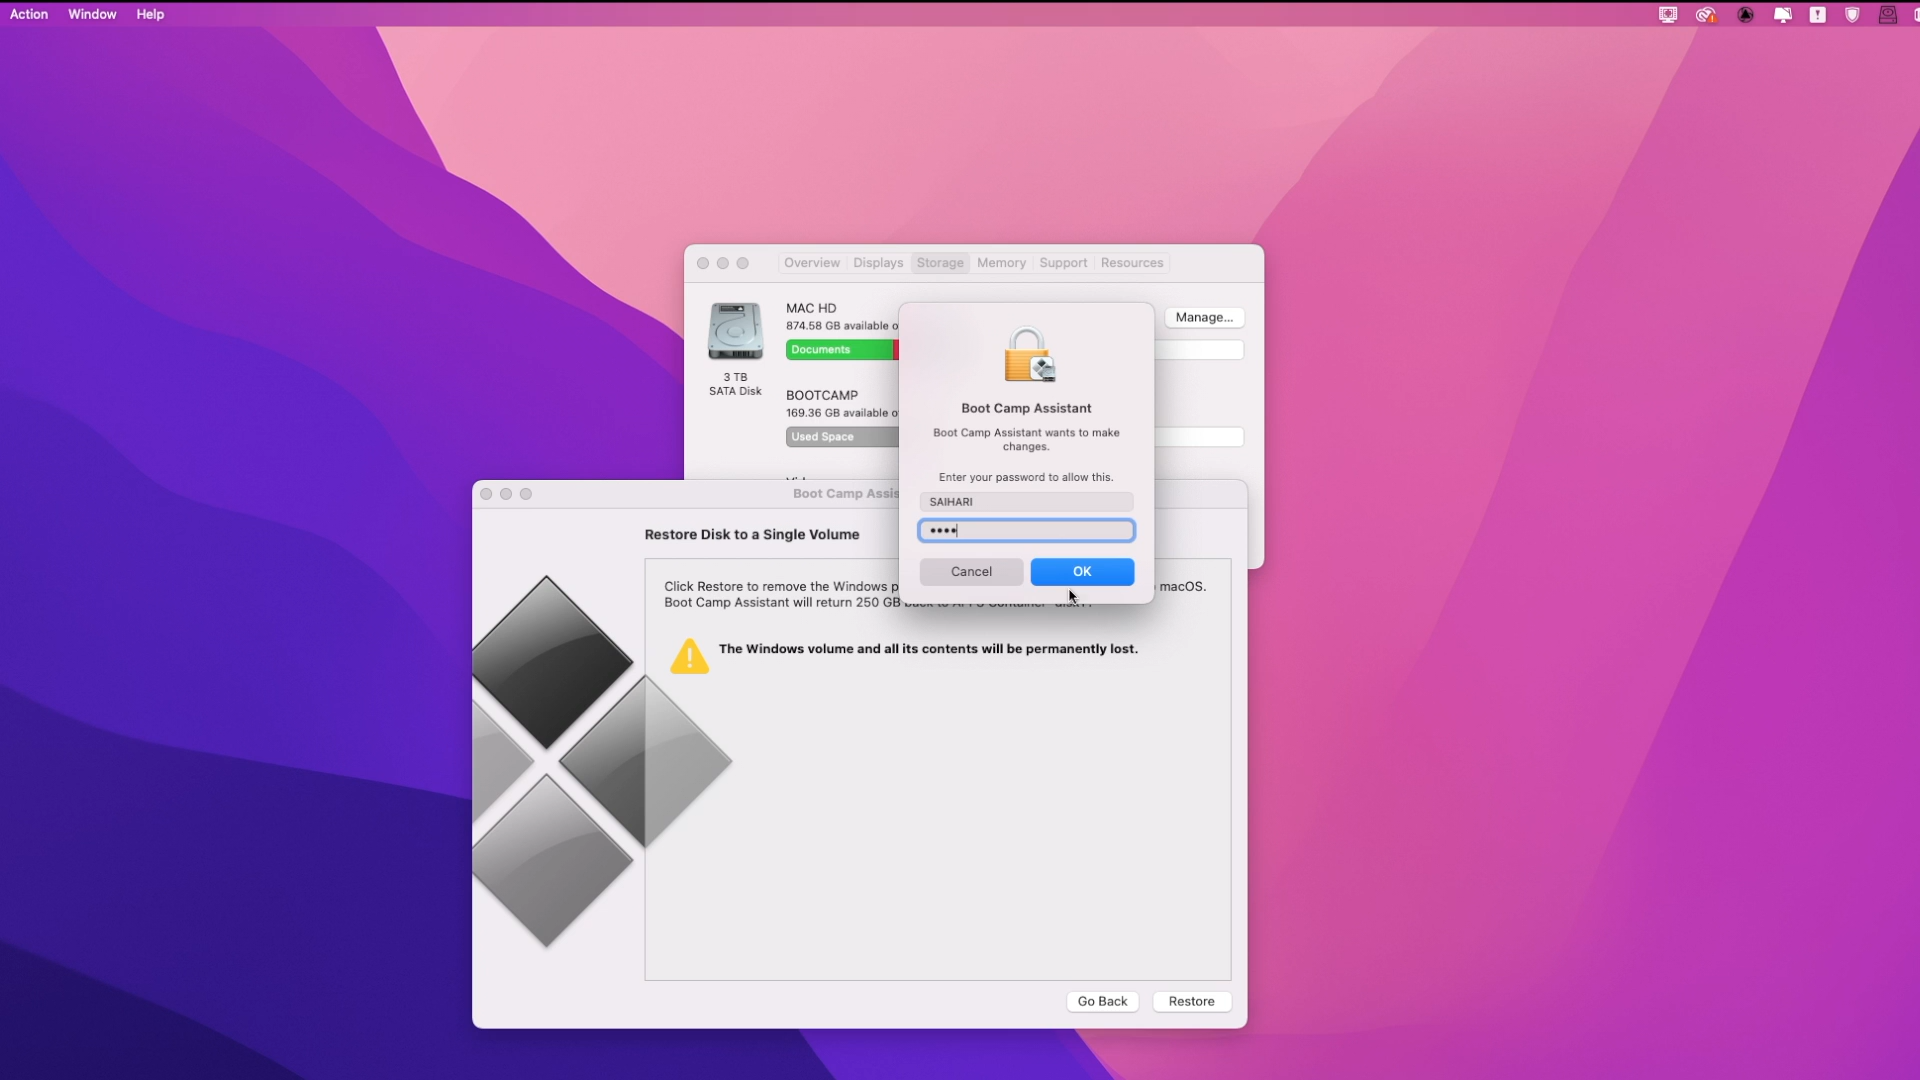 Action Window Help
Overview Displays Storage Memory Support Resources
MAC HD
874.58 GB available
Manage...
Documents
3 TB
SATA Disk
BOOTCAMP
169.36 GB available
Used Space
Boot Camp Assistant
Boot Camp Assistant wants to make
changes.
Enter your password to allow this.
SAIHARI
••••
Cancel OK
Boot Camp Assis
Restore Disk to a Single Volume
Click Restore to remove the Windows macOS.
Boot Camp Assistant will return 250 GB back to APFS Container
The Windows volume and all its contents will be permanently lost.
Go Back Restore